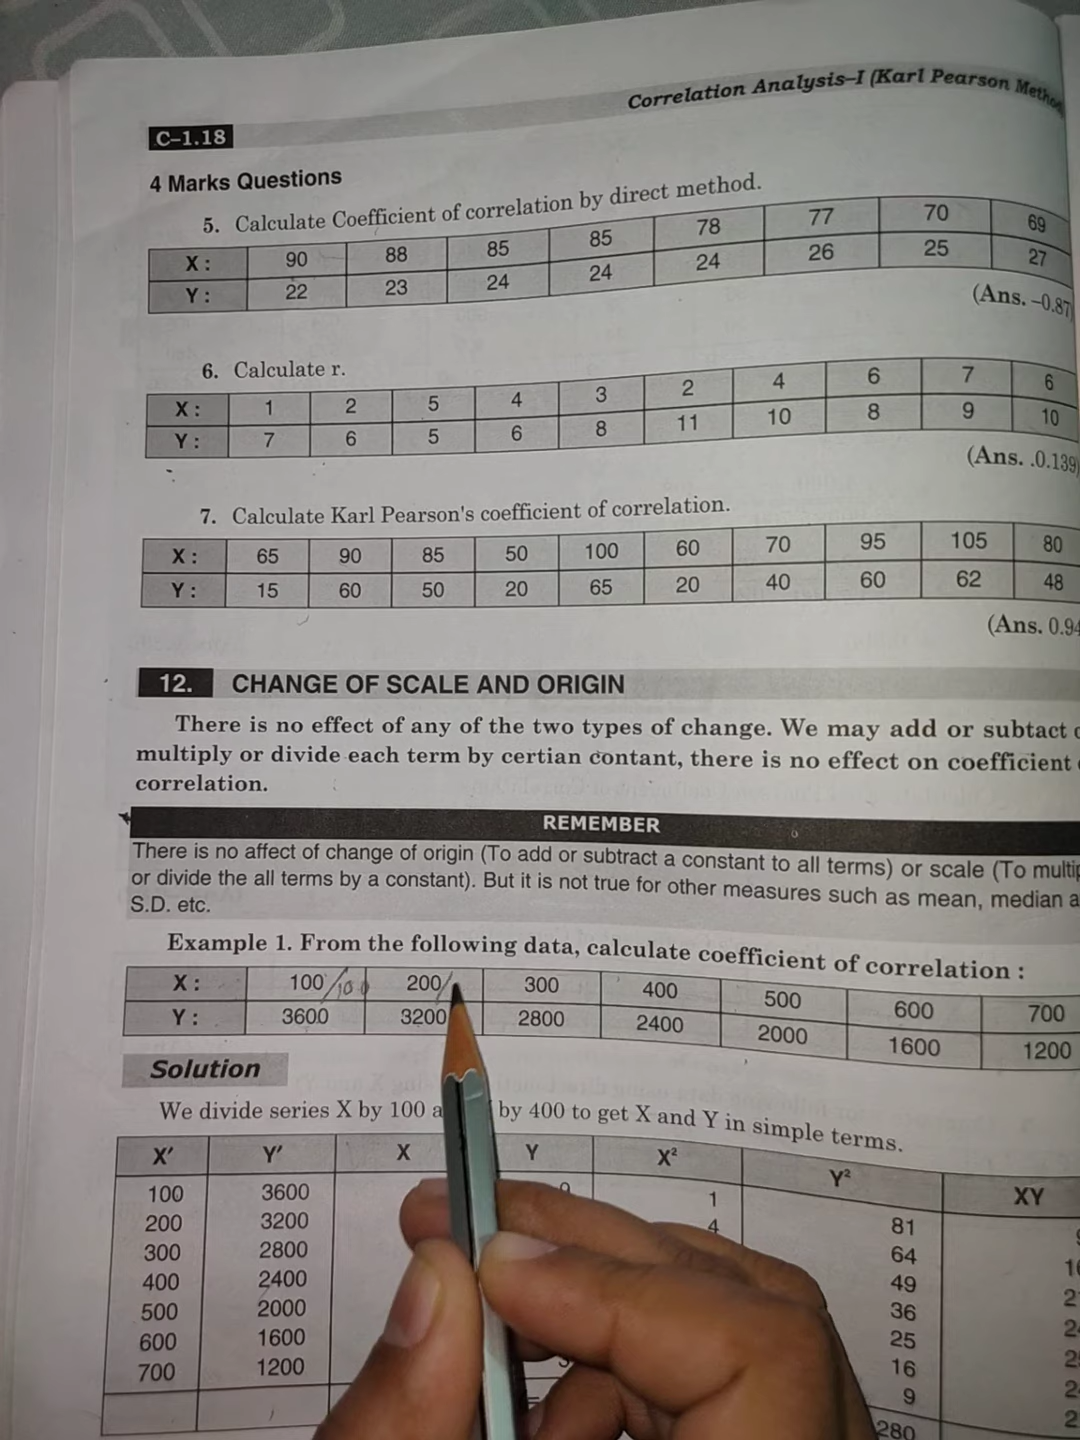 Correlation Analysis–I (Karl Pearson
C–1.18
4 Marks Questions
5. Calculate Coefficient of correlation by direct method.
X : 90 88 85 85 78 77 70 69
Y : 22 23 24 24 24 26 25 27
(Ans. –0.87)
6. Calculate r.
X : 1 2 5 4 3 2 4 6 7 6
Y : 7 6 5 6 8 11 10 8 9 10
(Ans. .0.139)
7. Calculate Karl Pearson's coefficient of correlation.
X : 65 90 85 50 100 60 70 95 105 80
Y : 15 60 50 20 65 20 40 60 62 48
(Ans. 0.94
12. CHANGE OF SCALE AND ORIGIN
There is no effect of any of the two types of change. We may add or subtact
multiply or divide each term by certian contant, there is no effect on coefficient
correlation.
REMEMBER
There is no affect of change of origin (To add or subtract a constant to all terms) or scale (To
or divide the all terms by a constant). But it is not true for other measures such as mean, median
S.D. etc.
Example 1. From the following data, calculate coefficient of correlation :
X : 100/100 200/ 300 400 500 600 700
Y : 3600 3200 2800 2400 2000 1600 1200
Solution
We divide series X by 100 by 400 to get X and Y in simple terms.
X' Y' X Y X² Y² XY
100 3600 1 81
200 3200 4 64
300 2800 49
400 2400 36
500 2000 25
600 1600 16
700 1200 9
280